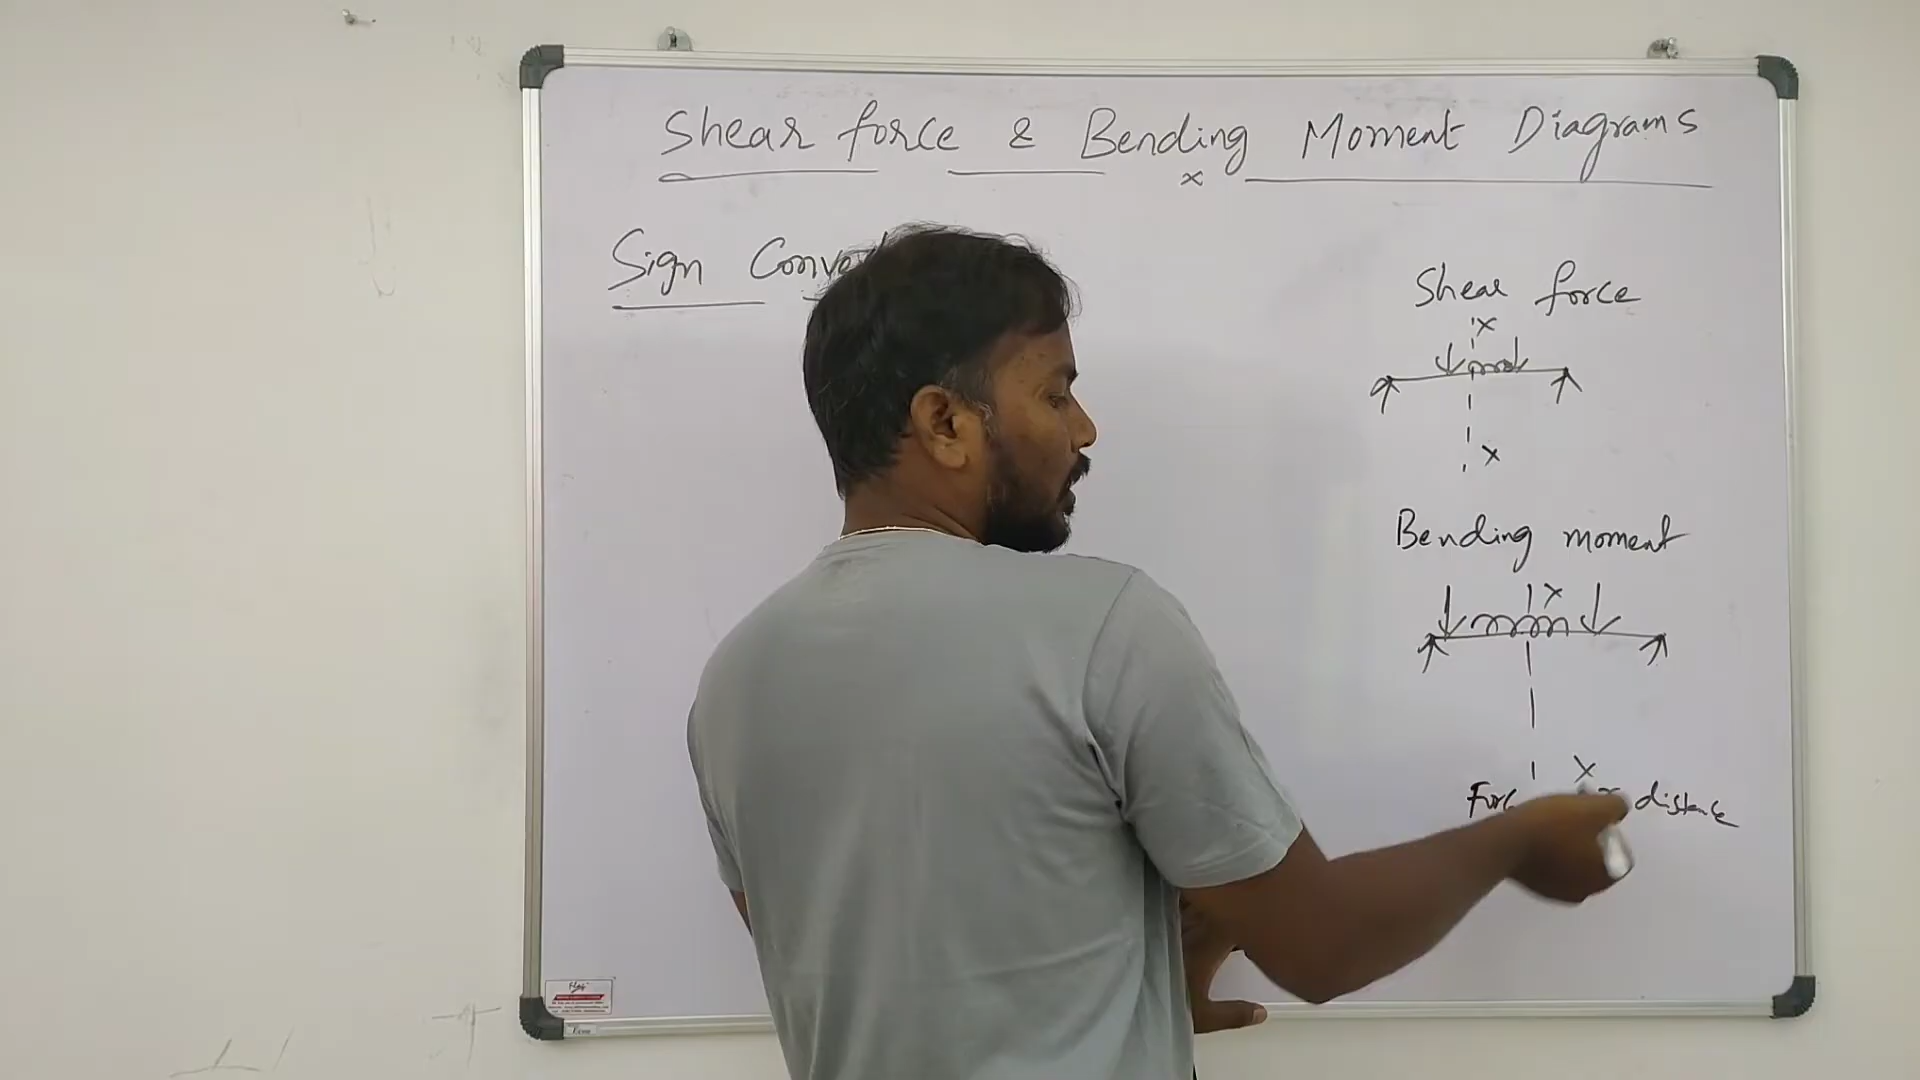 Shear force & Bending Moment Diagrams
Sign
Shear force
x
x
Bending moment
x
x
distance